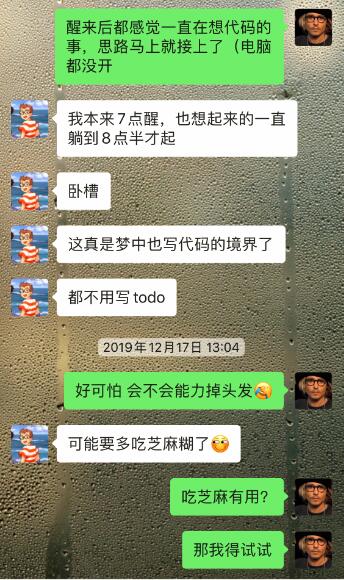 醒来后都感觉一直在想代码的
事，思路马上就接上了（电脑
都没开
我本来7点醒，也想起来的一直
躺到8点半才起
卧槽
这真是梦中也写代码的境界了
都不用写todo
2019年12月17日 13:04
好可怕 会不会能力掉头发
可能要多吃芝麻糊了
吃芝麻有用？
那我得试试